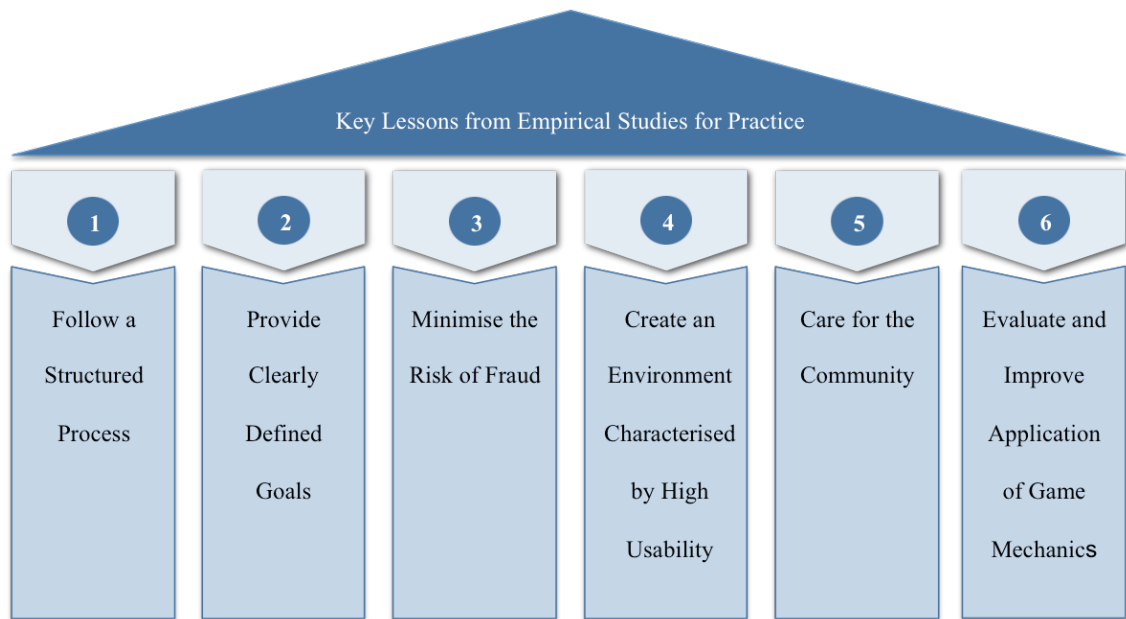 Key Lessons from Empirical Studies for Practice
1
Follow a
Structured
Process
2
Provide
Clearly
Defined
Goals
3
Minimise the
Risk of Fraud
4
Create an
Environment
Characterised
by High
Usability
5
Care for the
Community
6
Evaluate and
Improve
Application
of Game
Mechanics